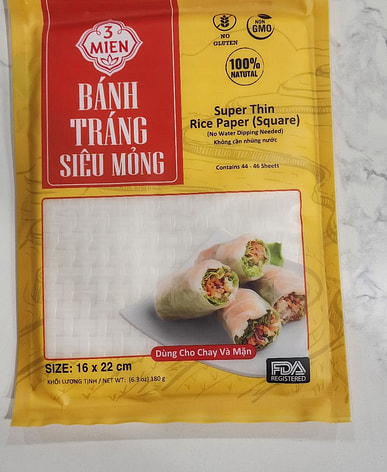 3
MIEN
BÁNH
TRÁNG
SIÊU MỎNG
NO
GLUTEN
NON
GMO
100%
NATUTAL
Super Thin
Rice Paper (Square)
(No Water Dipping Needed)
Không cần nhúng nước
Contains 44 - 46 Sheets
Dùng Cho Chay Và Mặn
SIZE: 16 x 22 cm
KHỐI LƯỢNG TỊNH / NET WT: (6.3 oz) 180 g
FDA
REGISTERED